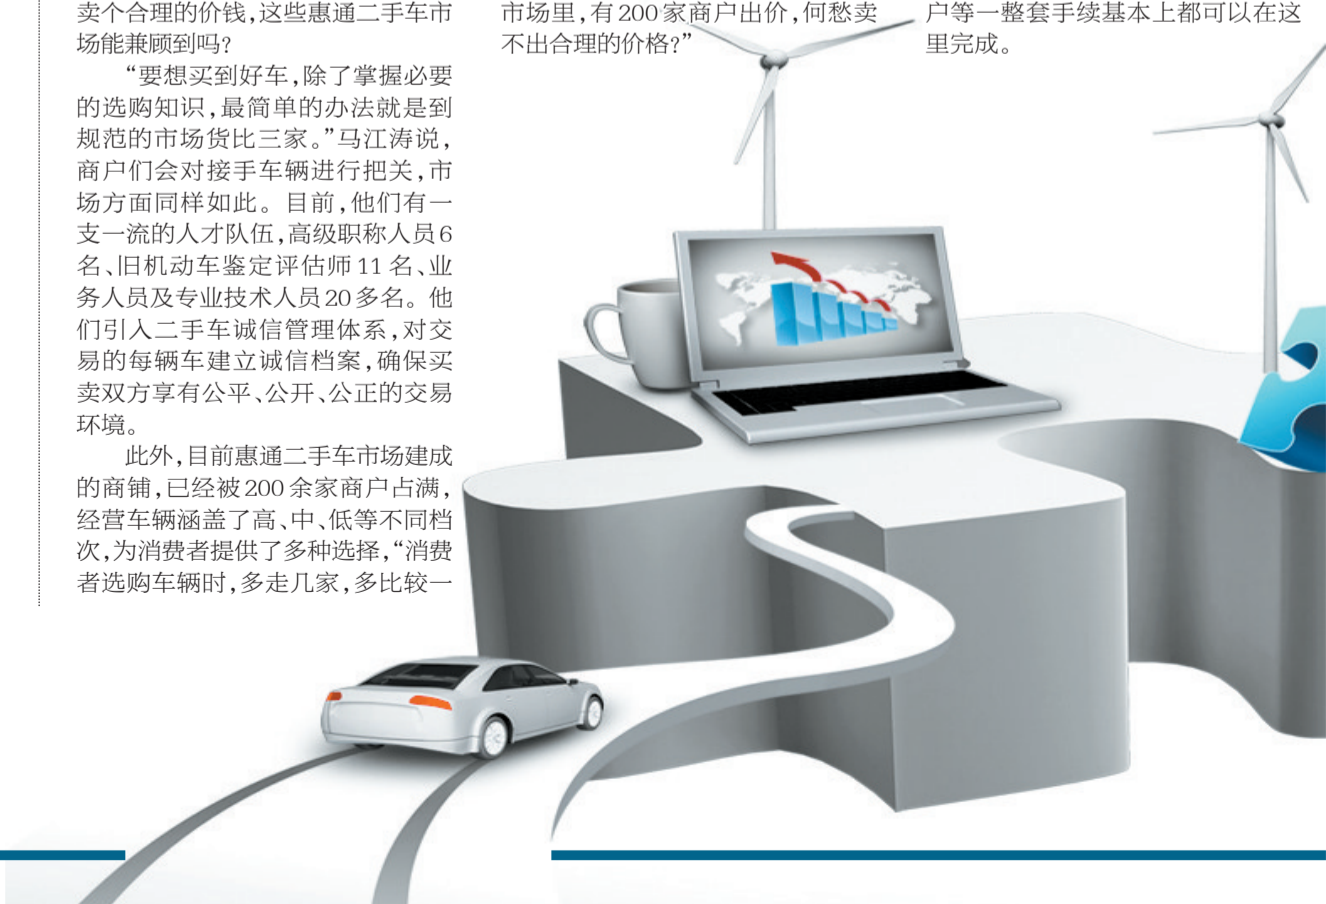 卖个合理的价钱，这些惠通二手车市
场能兼顾到吗？
“要想买到好车，除了掌握必要
的选购知识，最简单的办法就是到
规范的市场货比三家。”马江涛说，
商户们会对接手车辆进行把关，市
场方面同样如此。目前，他们有一
支一流的人才队伍，高级职称人员6
名、旧机动车鉴定评估师11名、业
务人员及专业技术人员20多名。他
们引入二手车诚信管理体系，对交
易的每辆车建立诚信档案，确保买
卖双方享有公平、公开、公正的交易
环境。
此外，目前惠通二手车市场建成
的商铺，已经被200余家商户占满，
经营车辆涵盖了高、中、低等不同档
次，为消费者提供了多种选择，“消费
者选购车辆时，多走几家，多比较一
市场里，有200家商户出价，何愁卖
不出合理的价格？”
户等一整套手续基本上都可以在这
里完成。